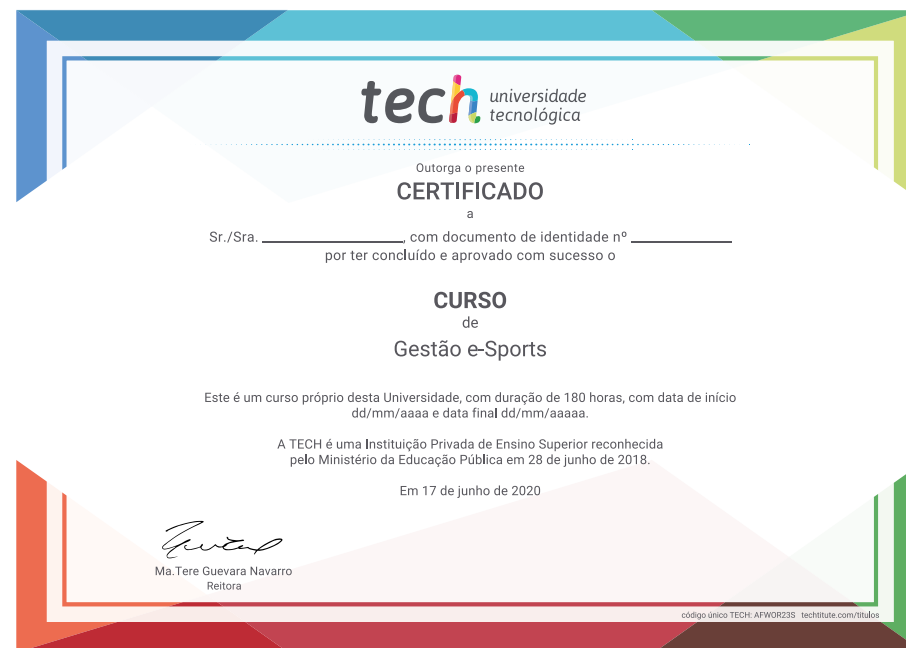 tech universidade
tecnológica
Outorga o presente
CERTIFICADO
a
Sr./Sra. ____________, com documento de identidade nº ____________
por ter concluído e aprovado com sucesso o
CURSO
de
Gestão e-Sports
Este é um curso próprio desta Universidade, com duração de 180 horas, com data de início
dd/mm/aaaa e data final dd/mm/aaaaa.
A TECH é uma Instituição Privada de Ensino Superior reconhecida
pelo Ministério da Educação Pública em 28 de junho de 2018.
Em 17 de junho de 2020
Ma.Tere Guevara Navarro
Reitora
código único TECH: AFWOR23S techtitute.com/títulos